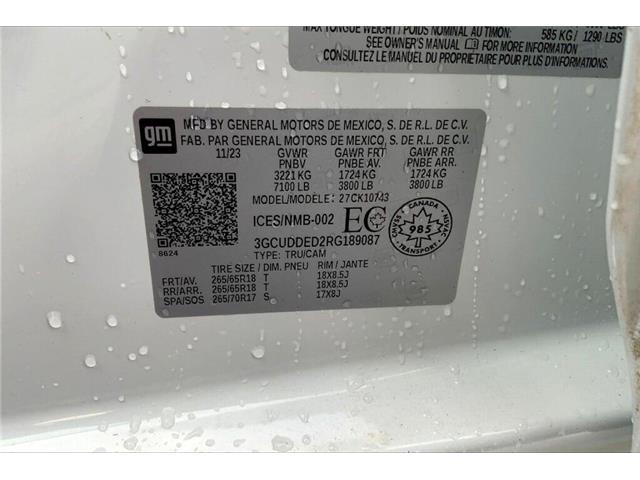 MAX TONGUE WEIGHT / POIDS NOMINAL AU TIMON: 585 KG / 1290 LBS
SEE OWNER'S MANUAL FOR MORE INFORMATION
CONSULTEZ LE MANUEL DU PROPRIÉTAIRE POUR PLUS D'INFORMATION
gm
MFD BY GENERAL MOTORS DE MEXICO, S. DE R.L. DE C.V.
FAB. PAR GENERAL MOTORS DE MEXICO, S. DE R.L. DE C.V.
11/23 GVWR GAWR FRT GAWR RR
PNBV PNBE AV. PNBE ARR.
3221 KG 1724 KG 1724 KG
7100 LB 3800 LB 3800 LB
MODEL/MODELE: 27CK10743
ICES/NMB-002 EC
CANADA
985
3GCUDDED2RG189087
8624
TYPE: TRU/CAM
TIRE SIZE / DIM. PNEU RIM / JANTE
FRT/AV. 265/65R18 T 18X8.5J
RR/ARR. 265/65R18 T 18X8.5J
SPA/SOS 265/70R17 S 17X8J